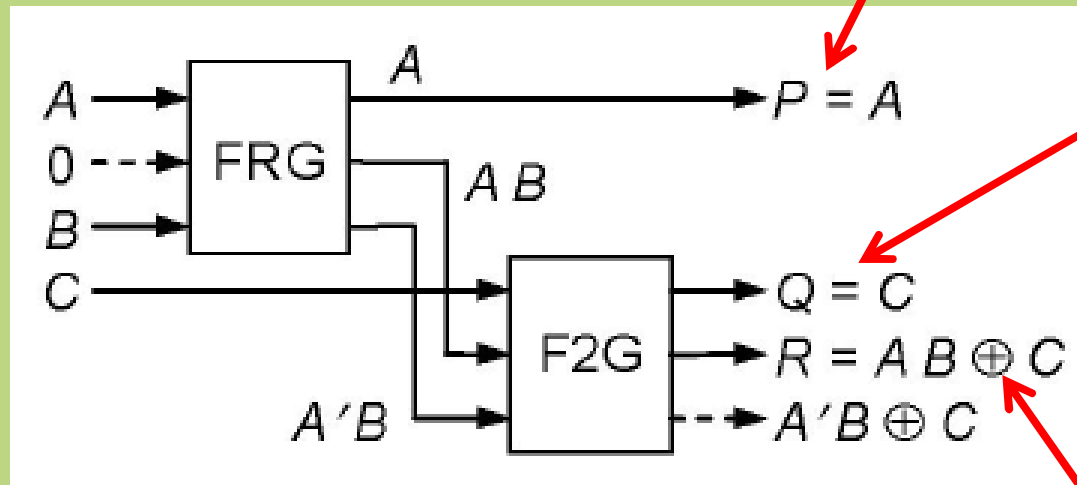 A
A
P = A
0
FRG
A B
B
C
Q = C
F2G
R = A B ⊕ C
A′B
A′B ⊕ C